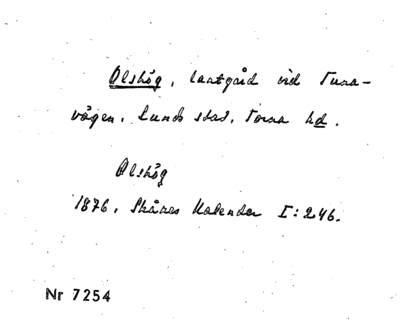 Olshög, lantgård vid Tuna-
vägen. Lunds stad, Torna hd.
Olshög
1876, Skånes Kalender I:246.
Nr 7254